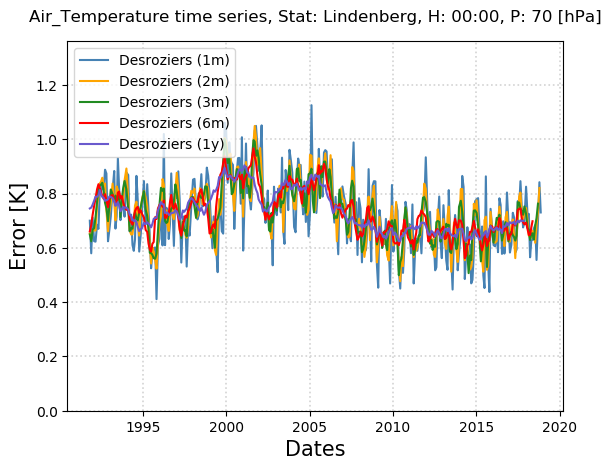 Air_Temperature time series, Stat: Lindenberg, H: 00:00, P: 70 [hPa]
Desroziers (1m)
Desroziers (2m)
Desroziers (3m)
Desroziers (6m)
Desroziers (1y)
Error [K]
1.2
1.0
0.8
0.6
0.4
0.2
0.0
1995 2000 2005 2010 2015 2020
Dates